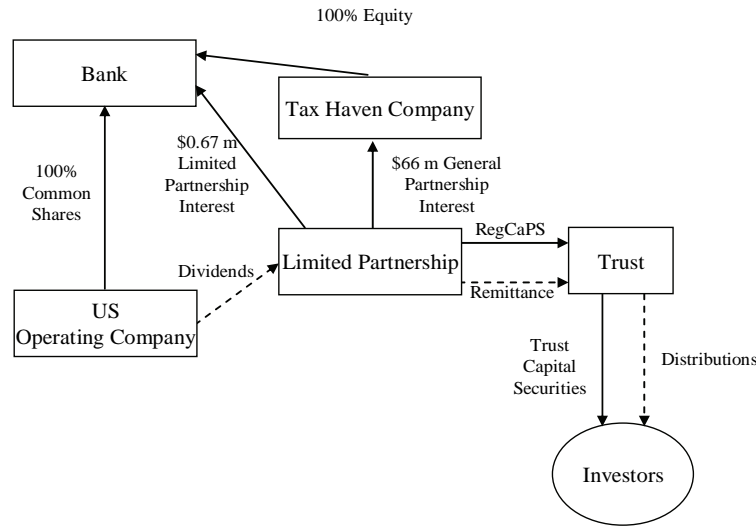 100% Equity
Bank
Tax Haven Company
$0.67 m
Limited
Partnership
Interest
$66 m General
Partnership
Interest
100%
Common
Shares
RegCaPS
Limited Partnership
Trust
Dividends
Remittance
US
Operating Company
Trust
Capital
Securities
Distributions
Investors